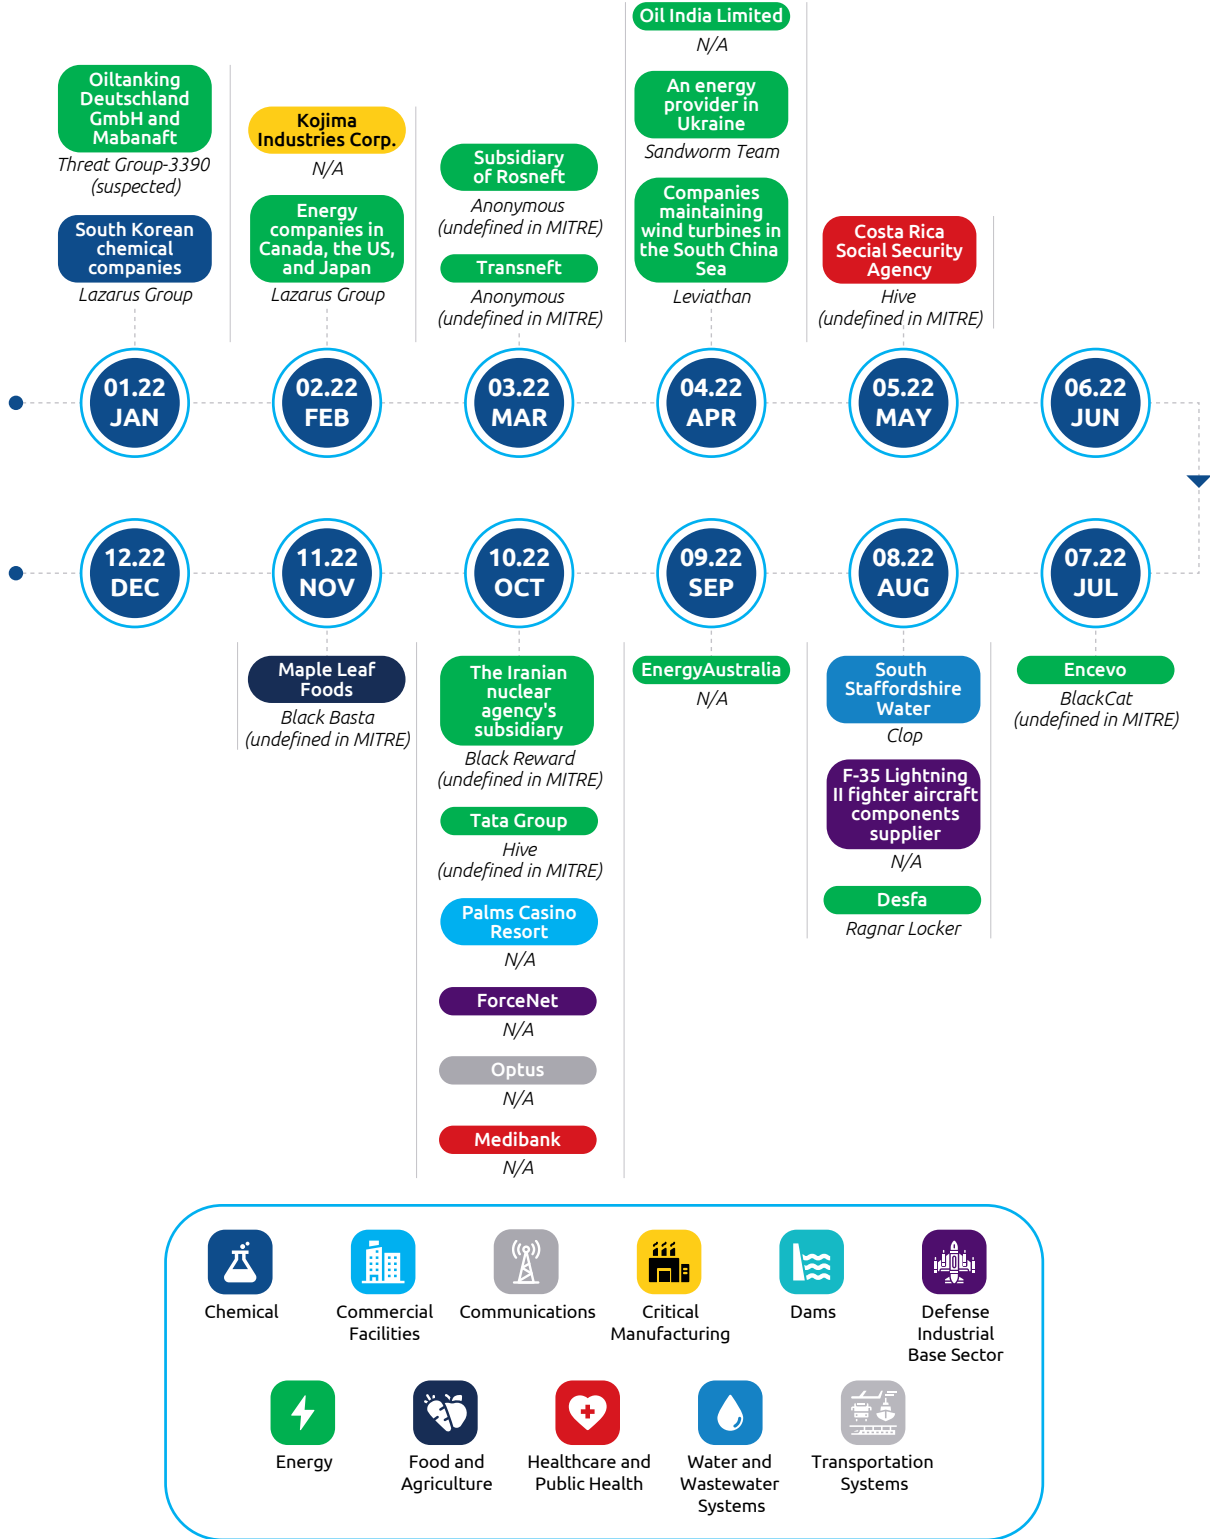 Oiltanking
Deutschland
GmbH and
Mabanaft
Threat Group-3390
(suspected)
South Korean
chemical
companies
Lazarus Group
Kojima
Industries Corp.
N/A
Energy
companies in
Canada, the US,
and Japan
Lazarus Group
Subsidiary
of Rosneft
Anonymous
(undefined in MITRE)
Transneft
Anonymous
(undefined in MITRE)
Oil India Limited
N/A
An energy
provider in
Ukraine
Sandworm Team
Companies
maintaining
wind turbines in
the South China
Sea
Leviathan
Costa Rica
Social Security
Agency
Hive
(undefined in MITRE)
01.22
JAN
02.22
FEB
03.22
MAR
04.22
APR
05.22
MAY
06.22
JUN
12.22
DEC
11.22
NOV
10.22
OCT
09.22
SEP
08.22
AUG
07.22
JUL
Maple Leaf
Foods
Black Basta
(undefined in MITRE)
The Iranian
nuclear
agency's
subsidiary
Black Reward
(undefined in MITRE)
Tata Group
Hive
(undefined in MITRE)
Palms Casino
Resort
N/A
ForceNet
N/A
Optus
N/A
Medibank
N/A
EnergyAustralia
N/A
South
Staffordshire
Water
Clop
F-35 Lightning
II fighter aircraft
components
supplier
N/A
Desfa
Ragnar Locker
Encevo
BlackCat
(undefined in MITRE)
Chemical
Commercial
Facilities
Communications
Critical
Manufacturing
Dams
Defense
Industrial
Base Sector
Energy
Food and
Agriculture
Healthcare and
Public Health
Water and
Wastewater
Systems
Transportation
Systems